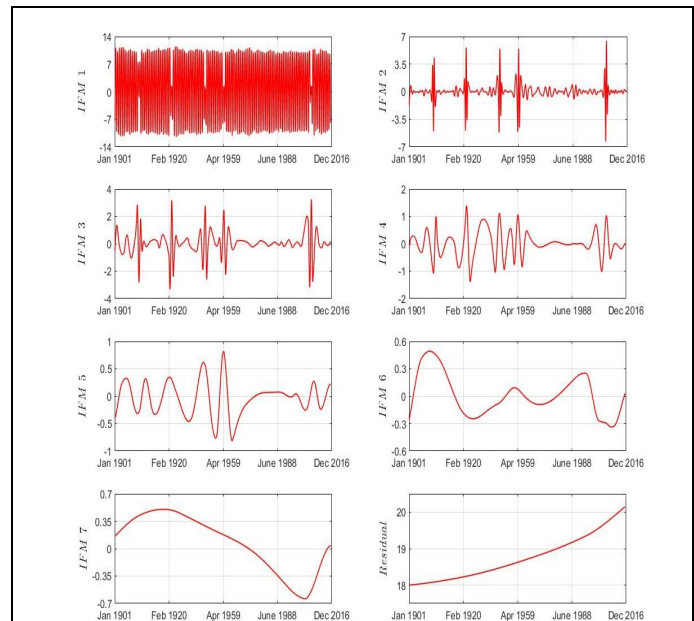 IFM 1
14
7
0
-7
-14
Jan 1901 Feb 1920 Apr 1959 June 1988 Dec 2016
IFM 2
7
3.5
0
-3.5
-7
Jan 1901 Feb 1920 Apr 1959 June 1988 Dec 2016
IFM 3
4
2
0
-2
-4
Jan 1901 Feb 1920 Apr 1959 June 1988 Dec 2016
IFM 4
2
1
0
-1
-2
Jan 1901 Feb 1920 Apr 1959 June 1988 Dec 2016
IFM 5
1
0.5
0
-0.5
-1
Jan 1901 Feb 1920 Apr 1959 June 1988 Dec 2016
IFM 6
0.6
0.3
0
-0.3
-0.6
Jan 1901 Feb 1920 Apr 1959 June 1988 Dec 2016
IFM 7
0.7
0.35
0
-0.35
-0.7
Jan 1901 Feb 1920 Apr 1959 June 1988 Dec 2016
Residual
20
19
18
Jan 1901 Feb 1920 Apr 1959 June 1988 Dec 2016